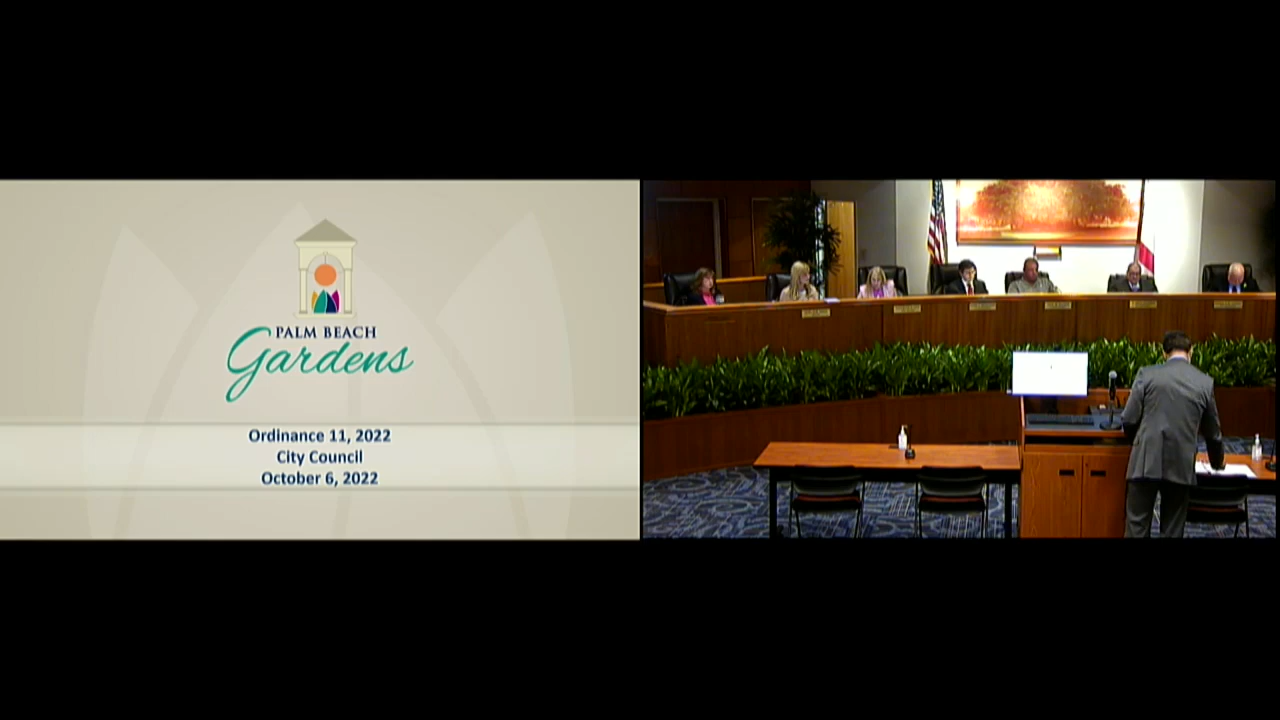 PALM BEACH
Gardens
Ordinance 11, 2022
City Council
October 6, 2022